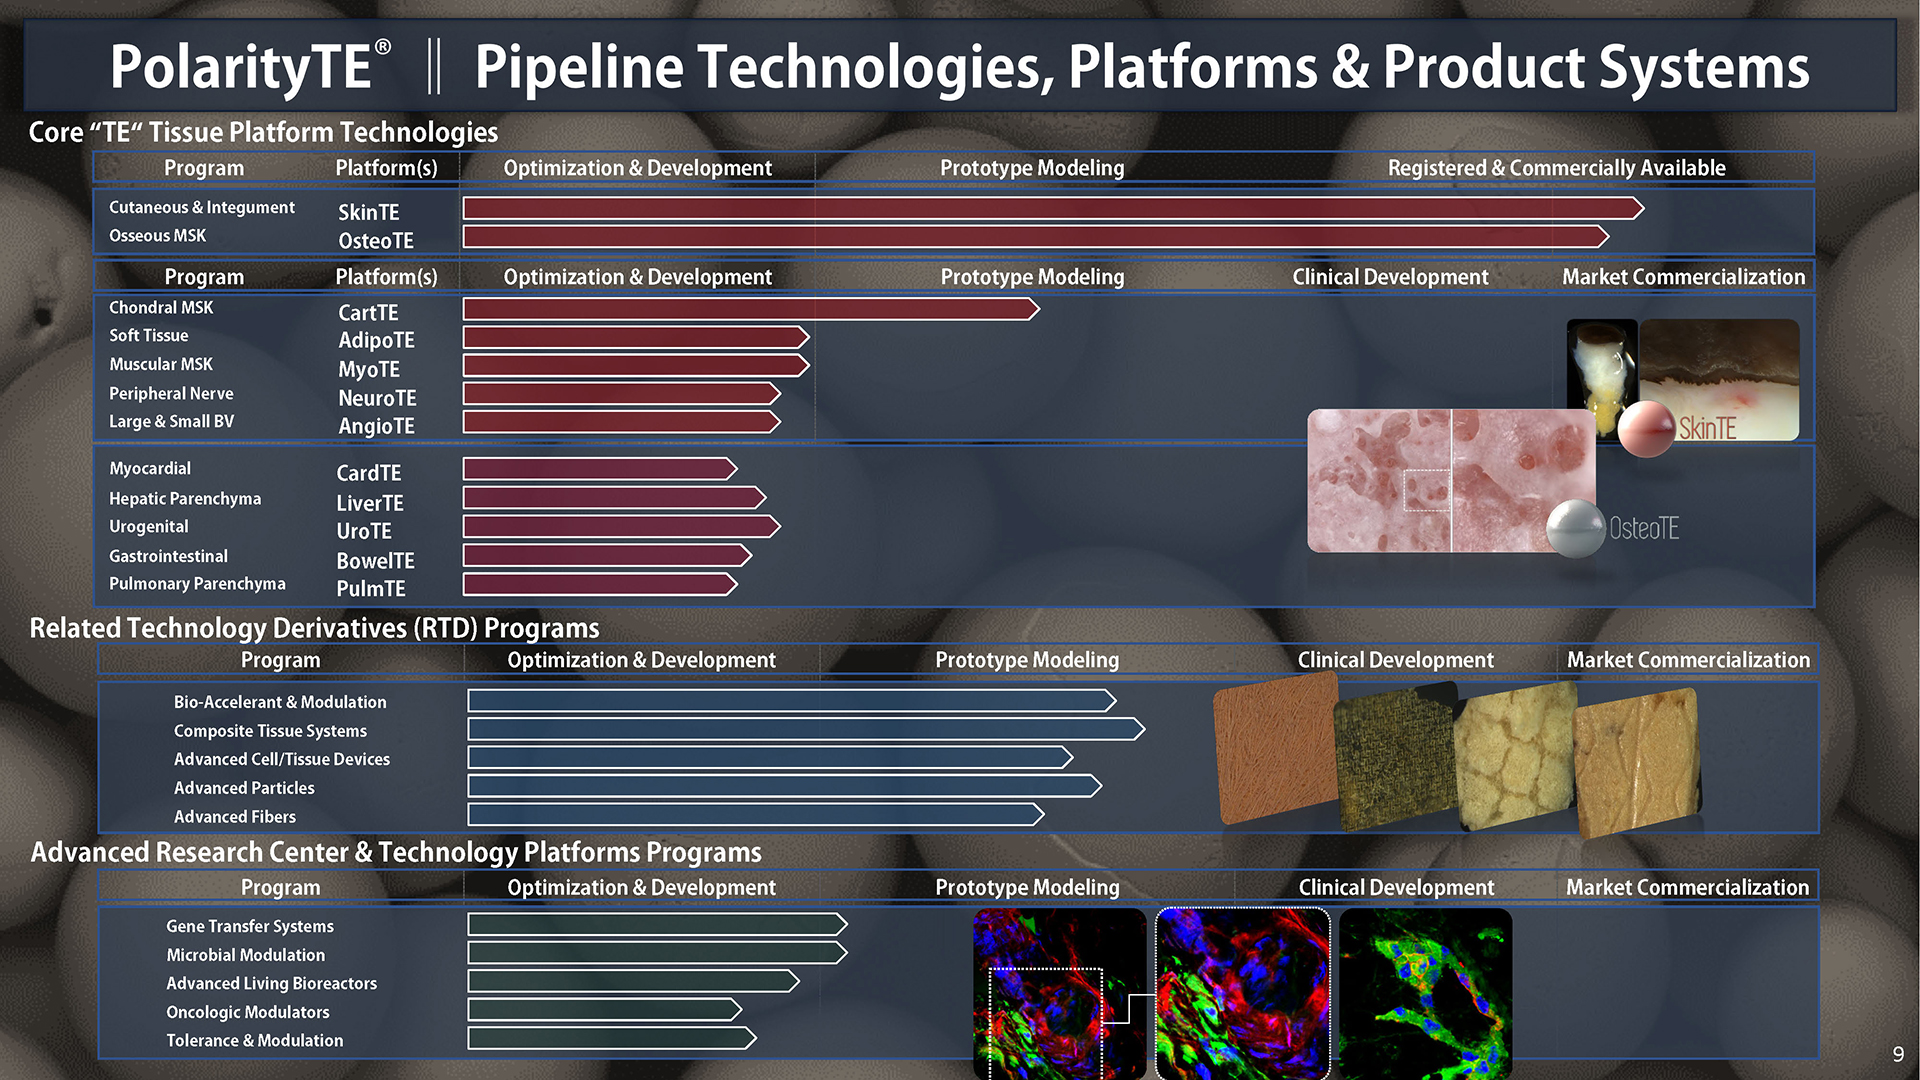 PolarityTE® || Pipeline Technologies, Platforms & Product Systems
Core “TE“ Tissue Platform Technologies
Program Platform(s) Optimization & Development Prototype Modeling Registered & Commercially Available
Cutaneous & Integument SkinTE
Osseous MSK OsteoTE
Program Platform(s) Optimization & Development Prototype Modeling Clinical Development Market Commercialization
Chondral MSK CartTE
Soft Tissue AdipoTE
Muscular MSK MyoTE
Peripheral Nerve NeuroTE
Large & Small BV AngioTE
SkinTE
Myocardial CardTE
Hepatic Parenchyma LiverTE
Urogenital UroTE
OsteoTE
Gastrointestinal BowelTE
Pulmonary Parenchyma PulmTE
Related Technology Derivatives (RTD) Programs
Program Optimization & Development Prototype Modeling Clinical Development Market Commercialization
Bio-Accelerant & Modulation
Composite Tissue Systems
Advanced Cell/Tissue Devices
Advanced Particles
Advanced Fibers
Advanced Research Center & Technology Platforms Programs
Program Optimization & Development Prototype Modeling Clinical Development Market Commercialization
Gene Transfer Systems
Microbial Modulation
Advanced Living Bioreactors
Oncologic Modulators
Tolerance & Modulation
9